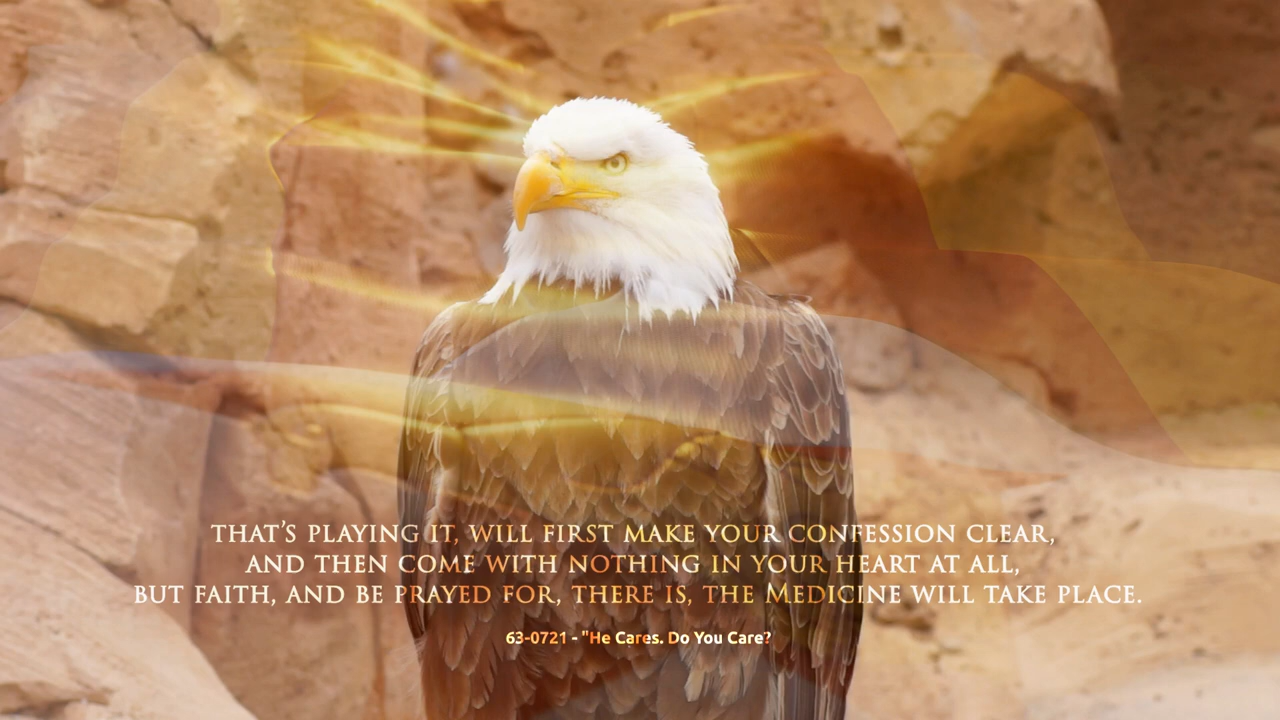 THAT'S PLAYING IT, WILL FIRST MAKE YOUR CONFESSION CLEAR,
AND THEN COME WITH NOTHING IN YOUR HEART AT ALL,
BUT FAITH, AND BE PRAYED FOR, THERE IS, THE MEDICINE WILL TAKE PLACE.
63-0721 - "He Cares. Do You Care?